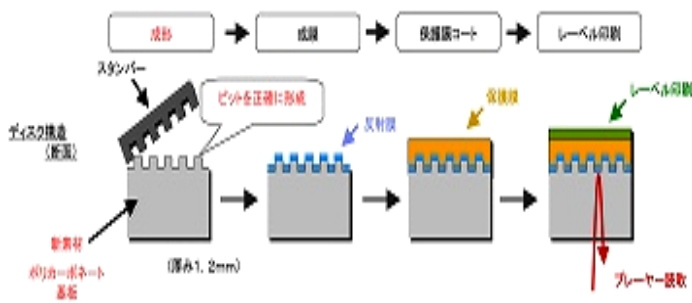 成形
成膜
保護膜コート
レーベル印刷
スタンパー
ピットを正確に形成
保護膜
レーベル印刷
反射膜
ディスク構造
(断面)
新素材
ポリカーボネート
基板
(厚み1.2mm)
プレーヤー読取